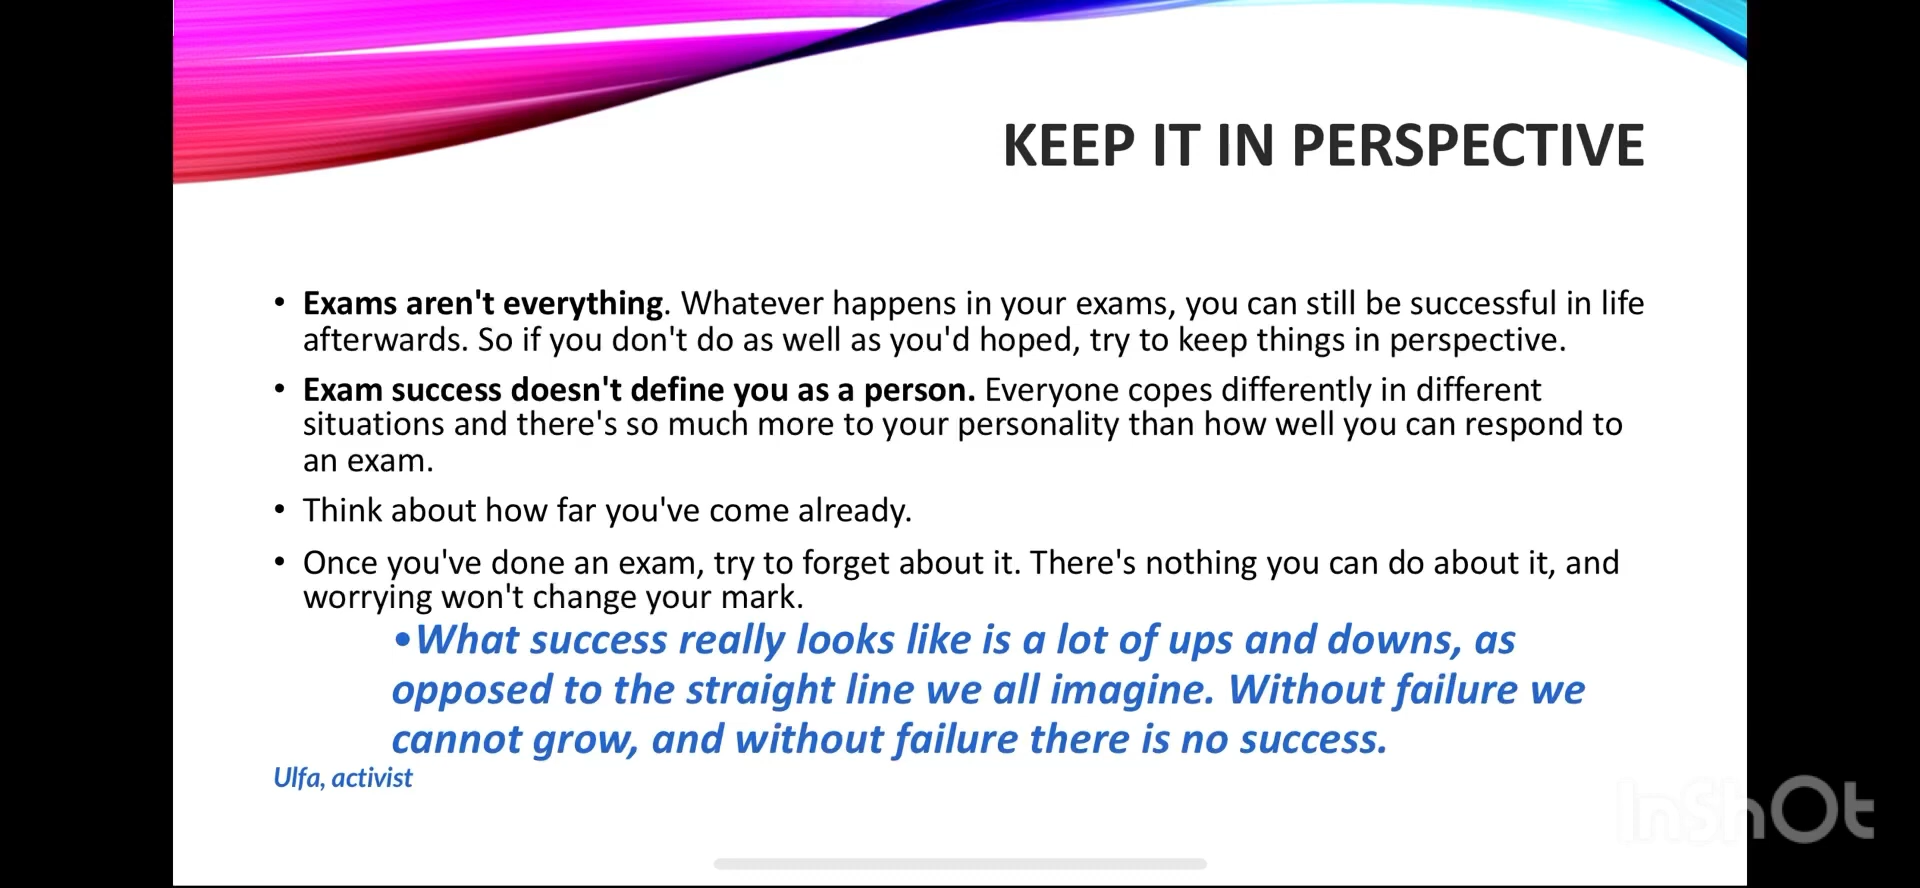 KEEP IT IN PERSPECTIVE
• Exams aren't everything. Whatever happens in your exams, you can still be successful in life
afterwards. So if you don't do as well as you'd hoped, try to keep things in perspective.
• Exam success doesn't define you as a person. Everyone copes differently in different
situations and there's so much more to your personality than how well you can respond to
an exam.
• Think about how far you've come already.
• Once you've done an exam, try to forget about it. There's nothing you can do about it, and
worrying won't change your mark.
•What success really looks like is a lot of ups and downs, as
opposed to the straight line we all imagine. Without failure we
cannot grow, and without failure there is no success.
Ulfa, activist
InShOt